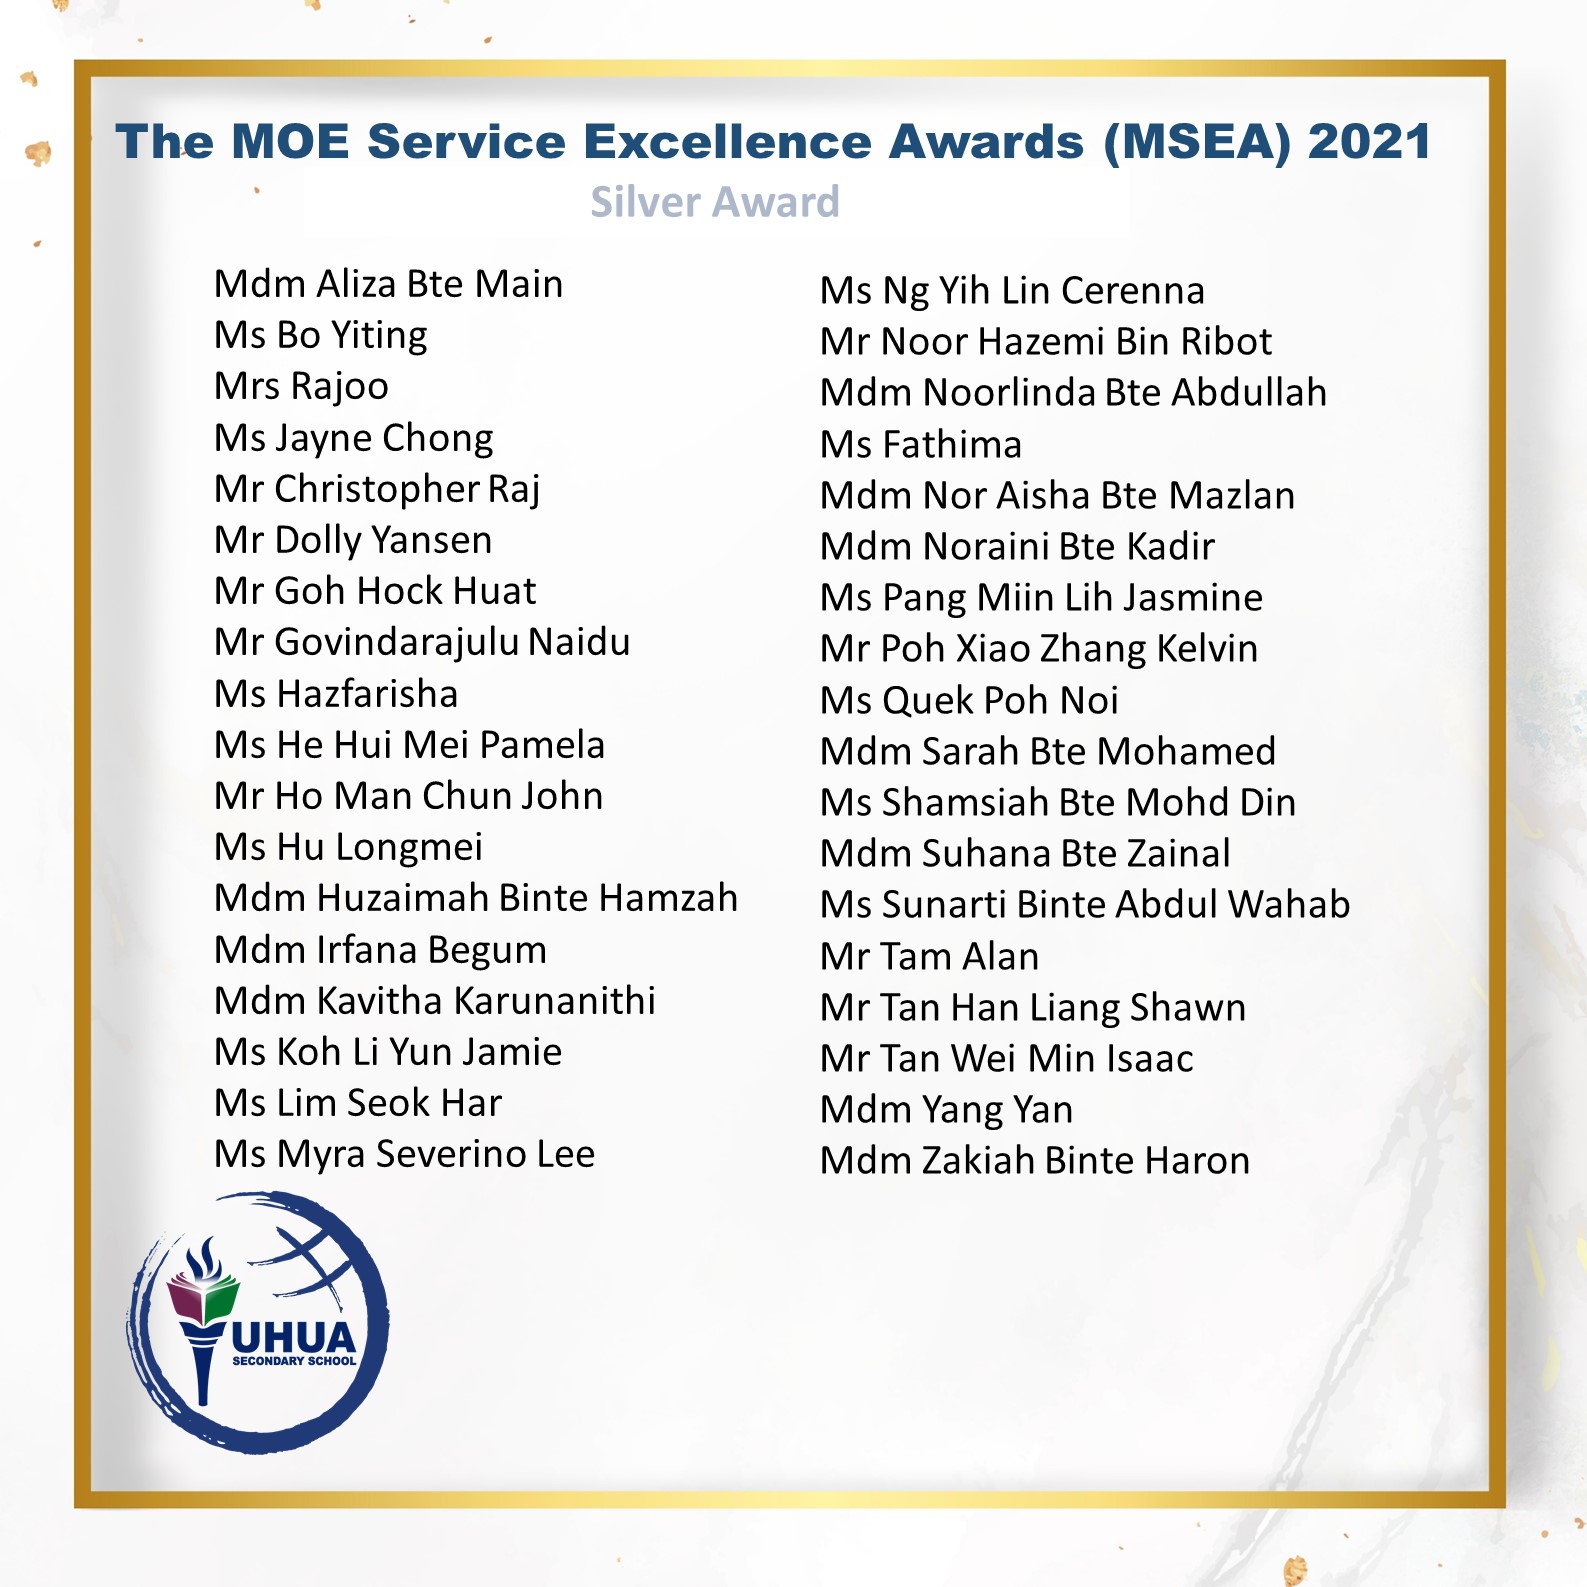 The MOE Service Excellence Awards (MSEA) 2021
Silver Award
Mdm Aliza Bte Main
Ms Bo Yiting
Mrs Rajoo
Ms Jayne Chong
Mr Christopher Raj
Mr Dolly Yansen
Mr Goh Hock Huat
Mr Govindarajulu Naidu
Ms Hazfarisha
Ms He Hui Mei Pamela
Mr Ho Man Chun John
Ms Hu Longmei
Mdm Huzaimah Binte Hamzah
Mdm Irfana Begum
Mdm Kavitha Karunanithi
Ms Koh Li Yun Jamie
Ms Lim Seok Har
Ms Myra Severino Lee
Ms Ng Yih Lin Cerenna
Mr Noor Hazemi Bin Ribot
Mdm Noorlinda Bte Abdullah
Ms Fathima
Mdm Nor Aisha Bte Mazlan
Mdm Noraini Bte Kadir
Ms Pang Miin Lih Jasmine
Mr Poh Xiao Zhang Kelvin
Ms Quek Poh Noi
Mdm Sarah Bte Mohamed
Ms Shamsiah Bte Mohd Din
Mdm Suhana Bte Zainal
Ms Sunarti Binte Abdul Wahab
Mr Tam Alan
Mr Tan Han Liang Shawn
Mr Tan Wei Min Isaac
Mdm Yang Yan
Mdm Zakiah Binte Haron
YUHUA
SECONDARY SCHOOL